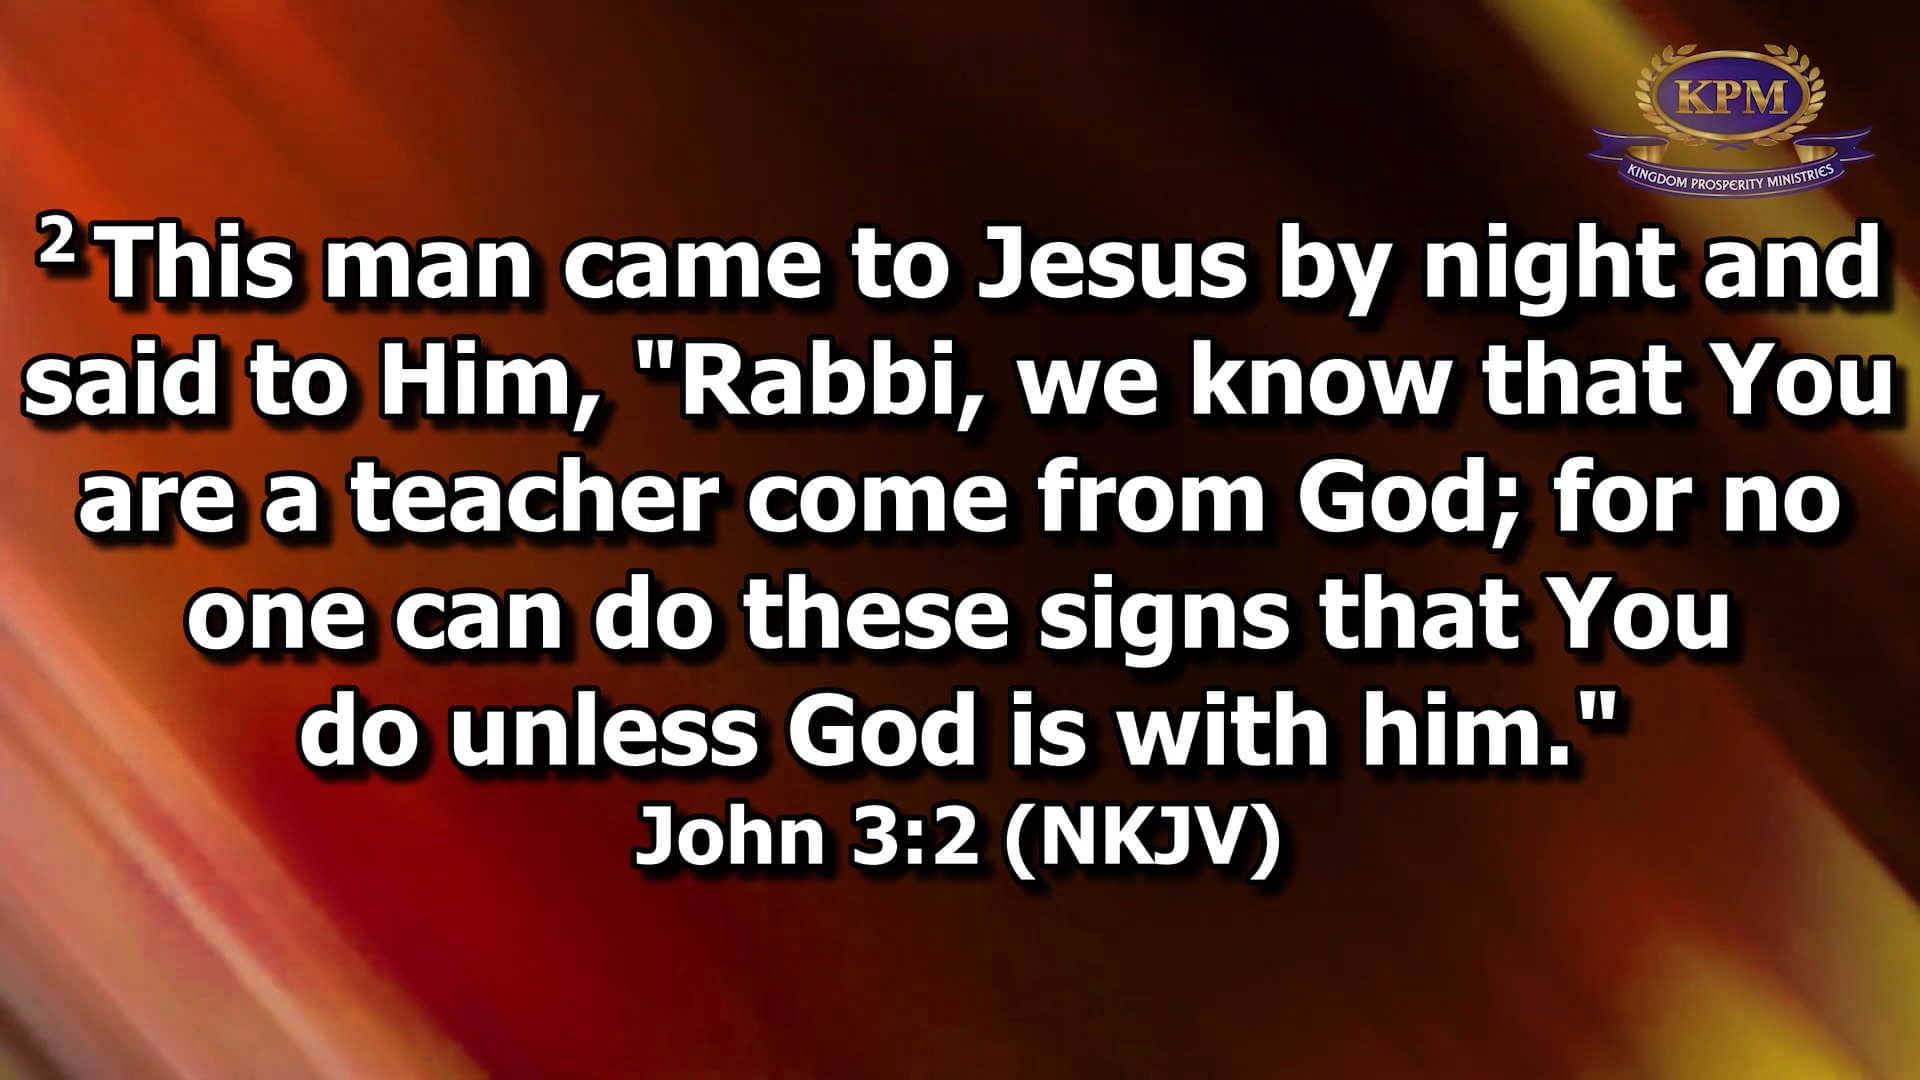 KPM
KINGDOM PROSPERITY MINISTRIES
2 This man came to Jesus by night and
said to Him, "Rabbi, we know that You
are a teacher come from God; for no
one can do these signs that You
do unless God is with him."
John 3:2 (NKJV)